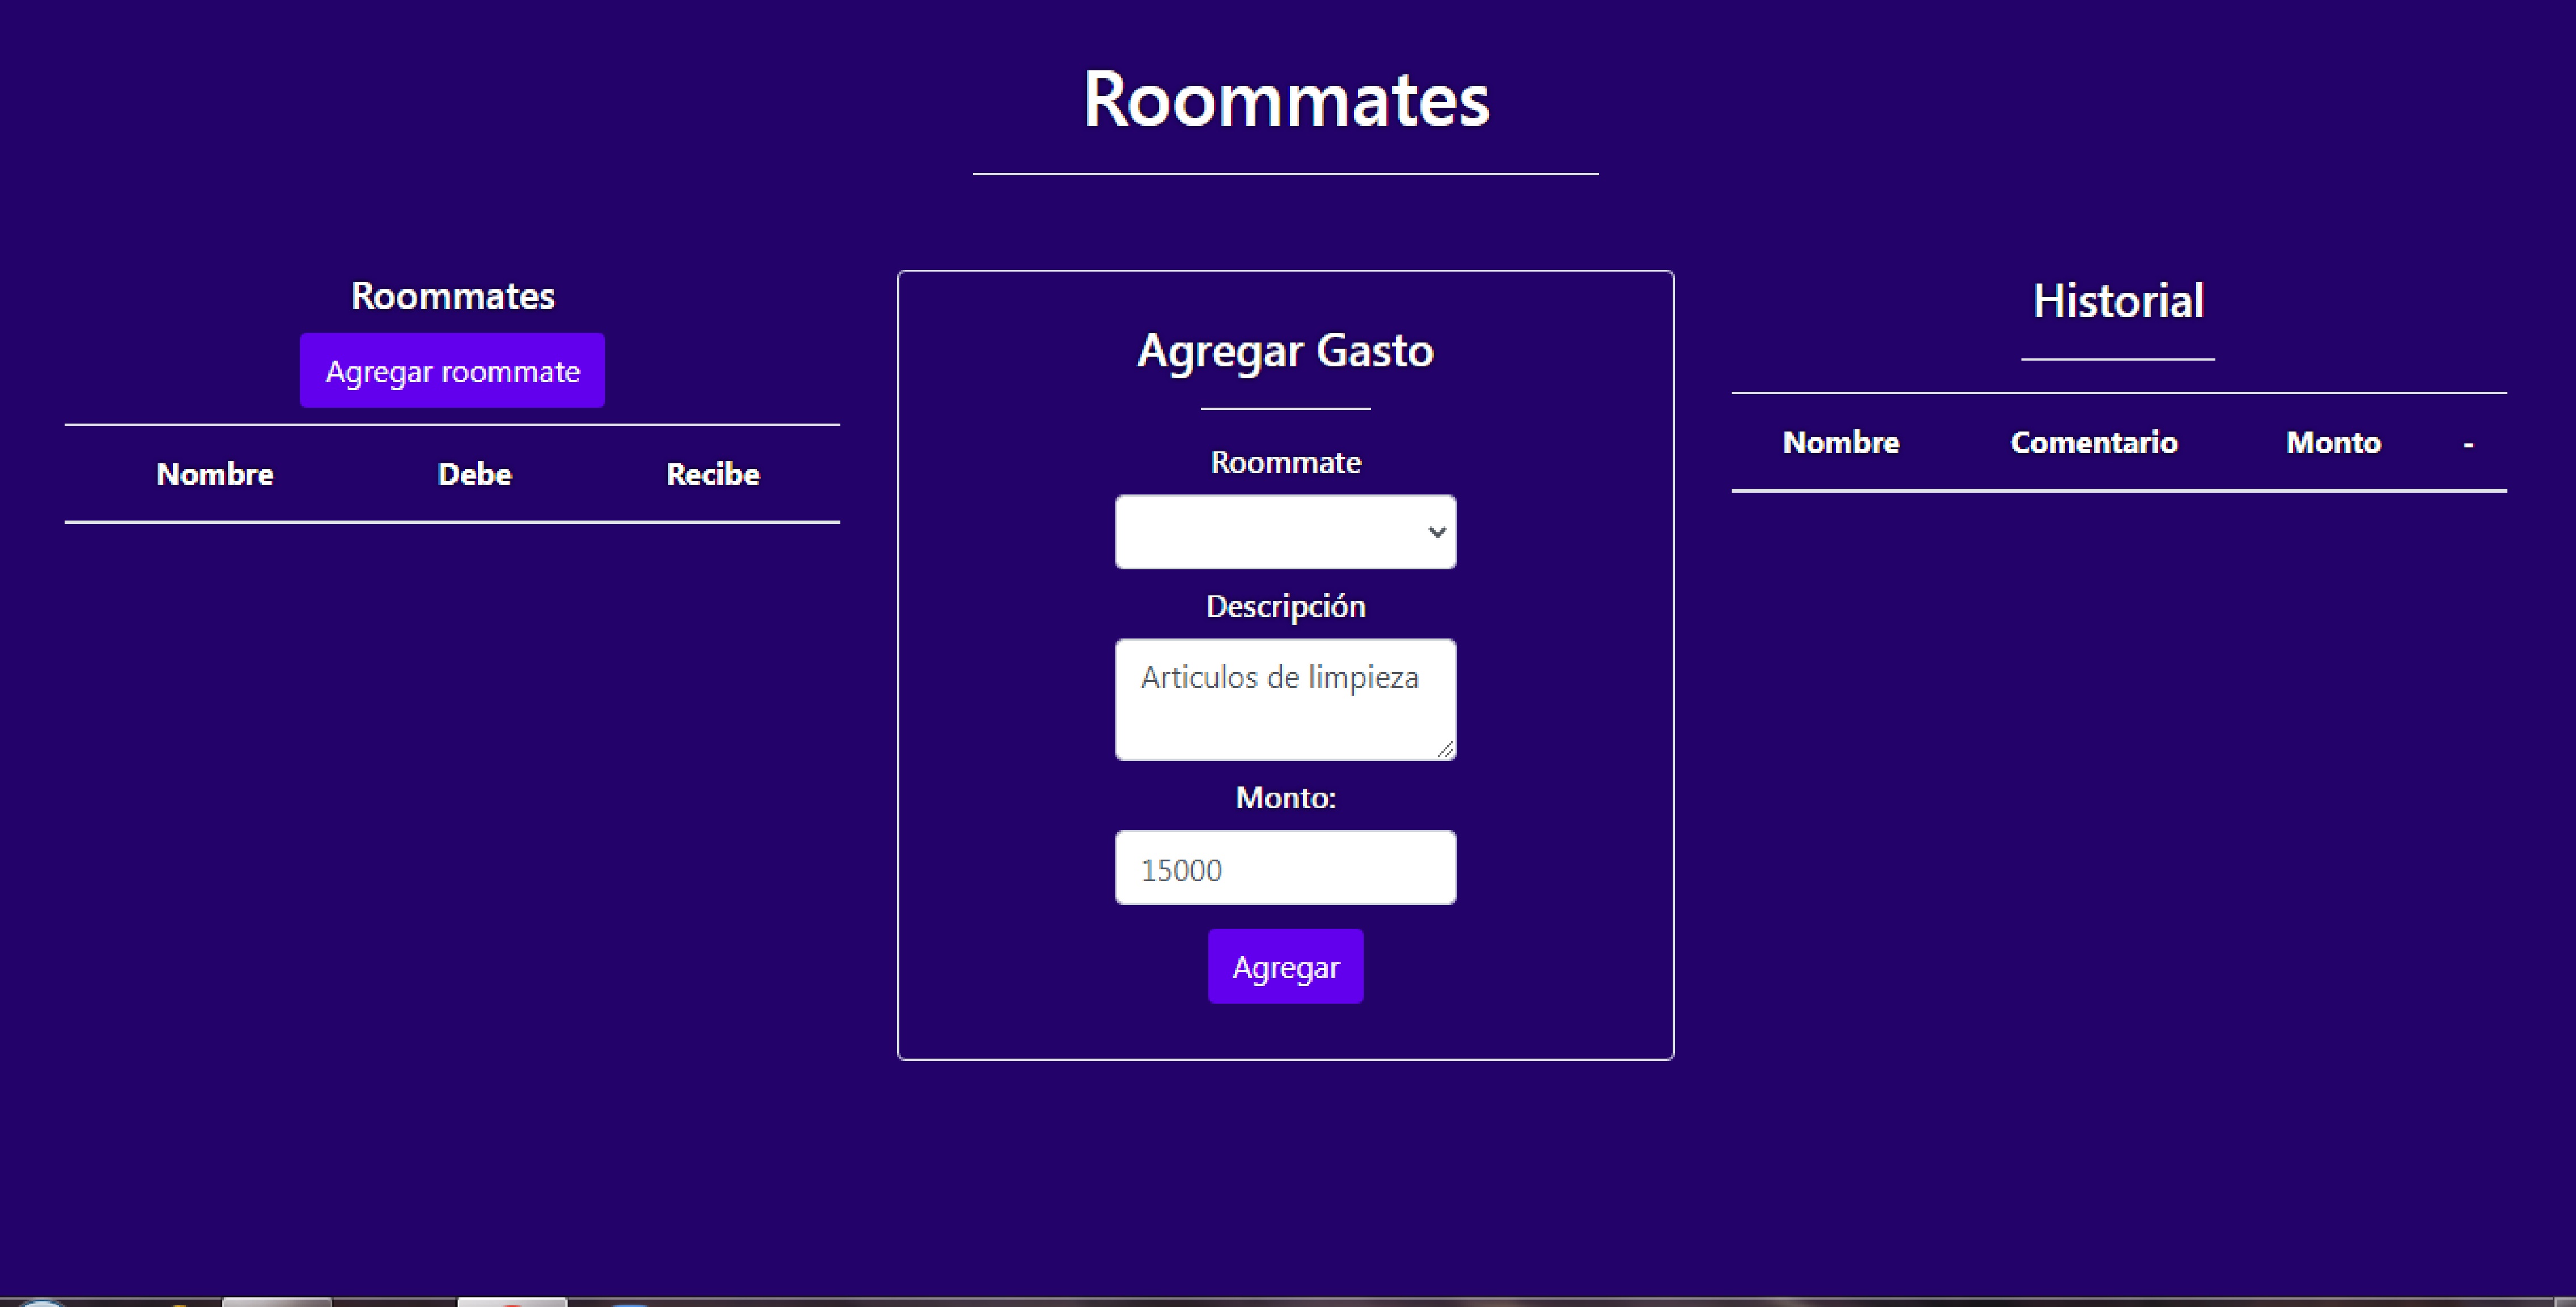 Roommates
Roommates
Agregar roommate
Nombre Debe Recibe
Agregar Gasto
Roommate
Descripción
Articulos de limpieza
Monto:
15000
Agregar
Historial
Nombre Comentario Monto -